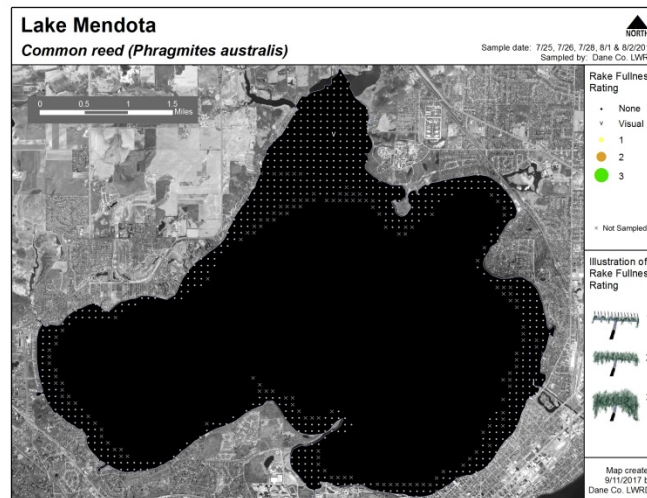 Lake Mendota
Common reed (Phragmites australis)
NORTH
Sample date: 7/25, 7/26, 7/28, 8/1 & 8/2/201
Sampled by: Dane Co. LWR
0 0.5 1 1.5
Miles
V
Rake Fullnes
Rating
None
v Visual
1
2
3
× Not Sampled
Illustration of
Rake Fullnes
Rating
Map create
9/11/2017 b
Dane Co. LWR